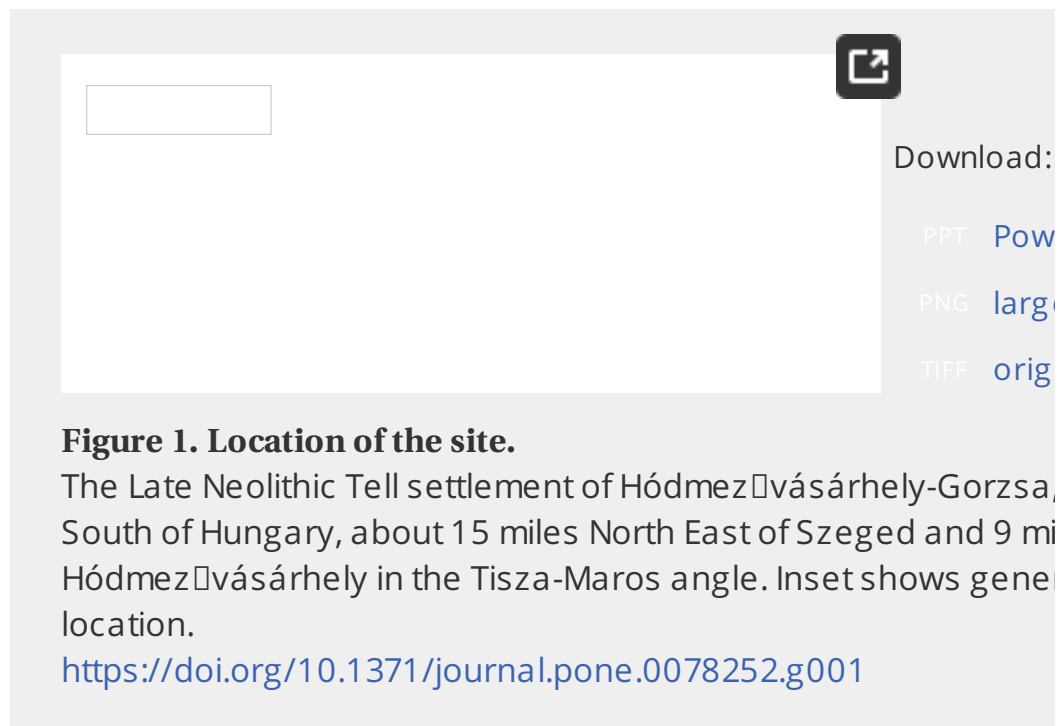 Download:
PPT Pow
PNG larg
TIFF orig
Figure 1. Location of the site.
The Late Neolithic Tell settlement of Hódmez▯vásárhely-Gorzsa,
South of Hungary, about 15 miles North East of Szeged and 9 mi
Hódmez▯vásárhely in the Tisza-Maros angle. Inset shows gener
location.
https://doi.org/10.1371/journal.pone.0078252.g001